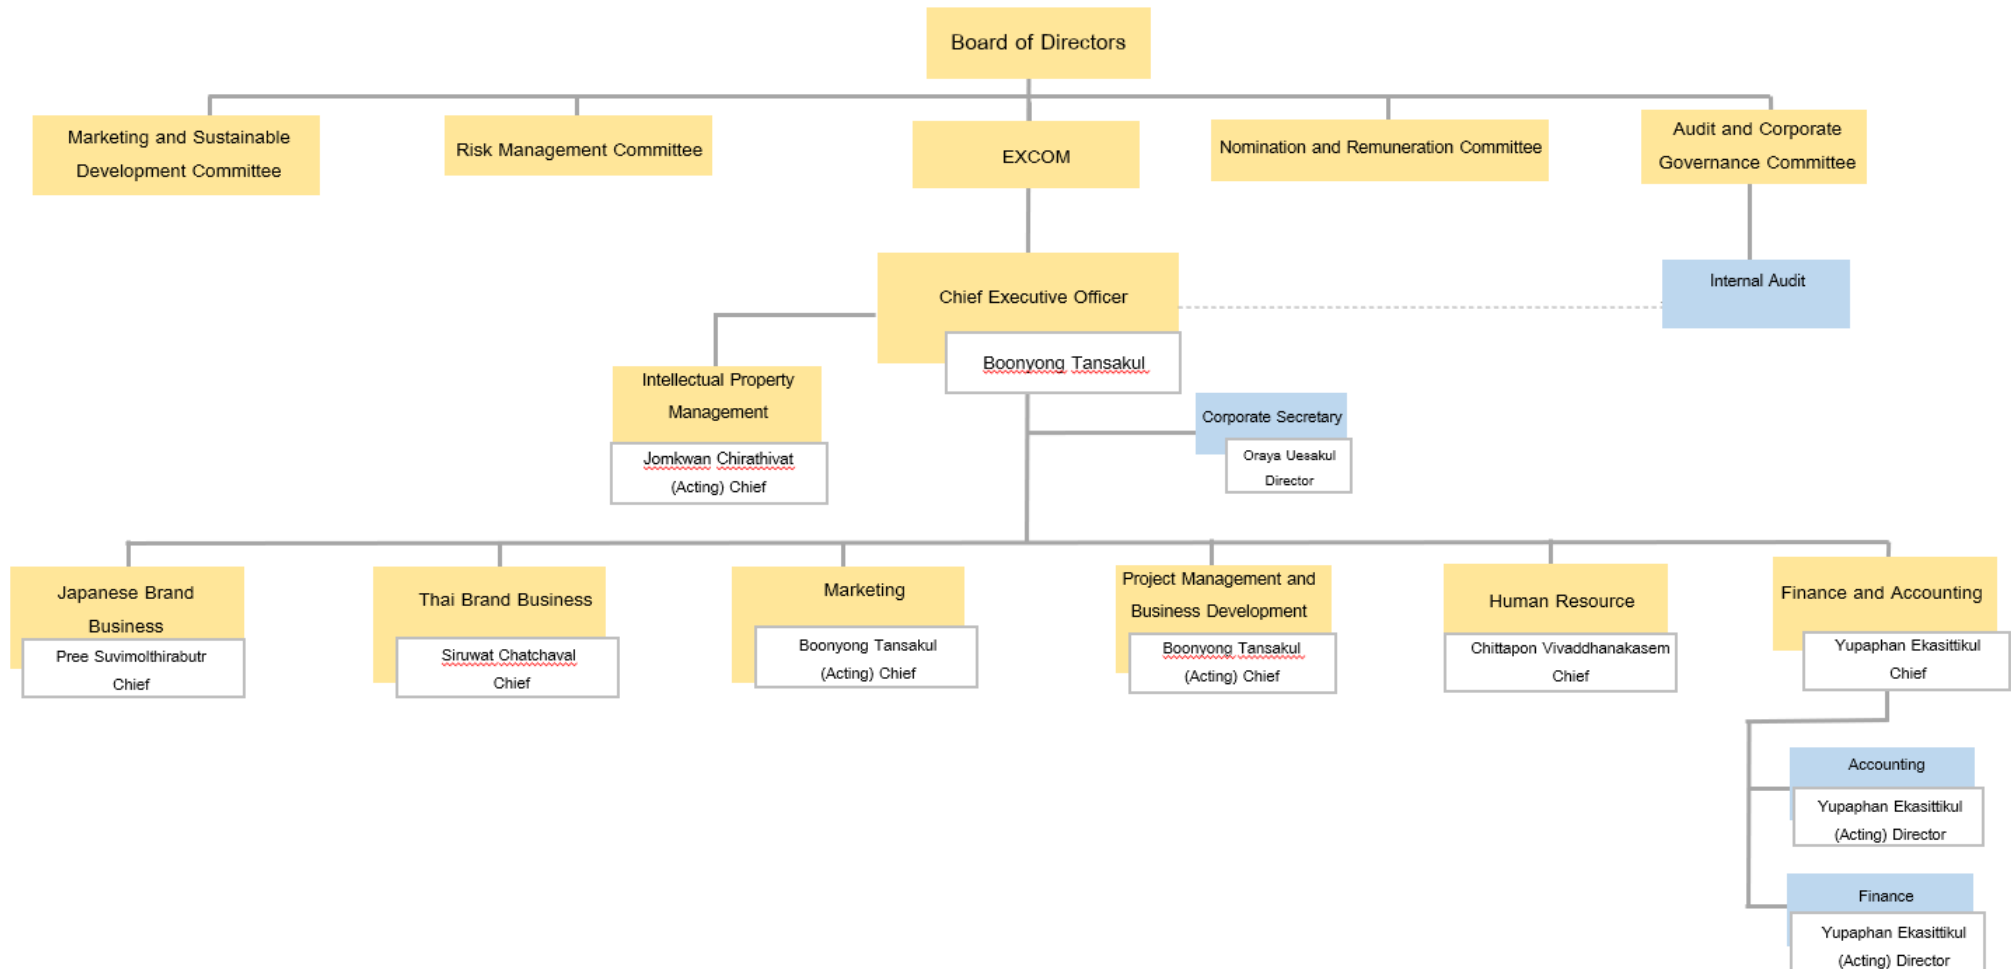 Board of Directors
Marketing and Sustainable
Development Committee
Risk Management Committee
EXCOM
Nomination and Remuneration Committee
Audit and Corporate
Governance Committee
Chief Executive Officer
Boonyong Tansakul
Internal Audit
Intellectual Property
Management
Jomkwan Chirathivat
(Acting) Chief
Corporate Secretary
Oraya Uesakul
Director
Japanese Brand
Business
Pree Suvimolthirabutr
Chief
Thai Brand Business
Siruwat Chatchaval
Chief
Marketing
Boonyong Tansakul
(Acting) Chief
Project Management and
Business Development
Boonyong Tansakul
(Acting) Chief
Human Resource
Chittapon Vivaddhanakasem
Chief
Finance and Accounting
Yupaphan Ekasittikul
Chief
Accounting
Yupaphan Ekasittikul
(Acting) Director
Finance
Yupaphan Ekasittikul
(Acting) Director